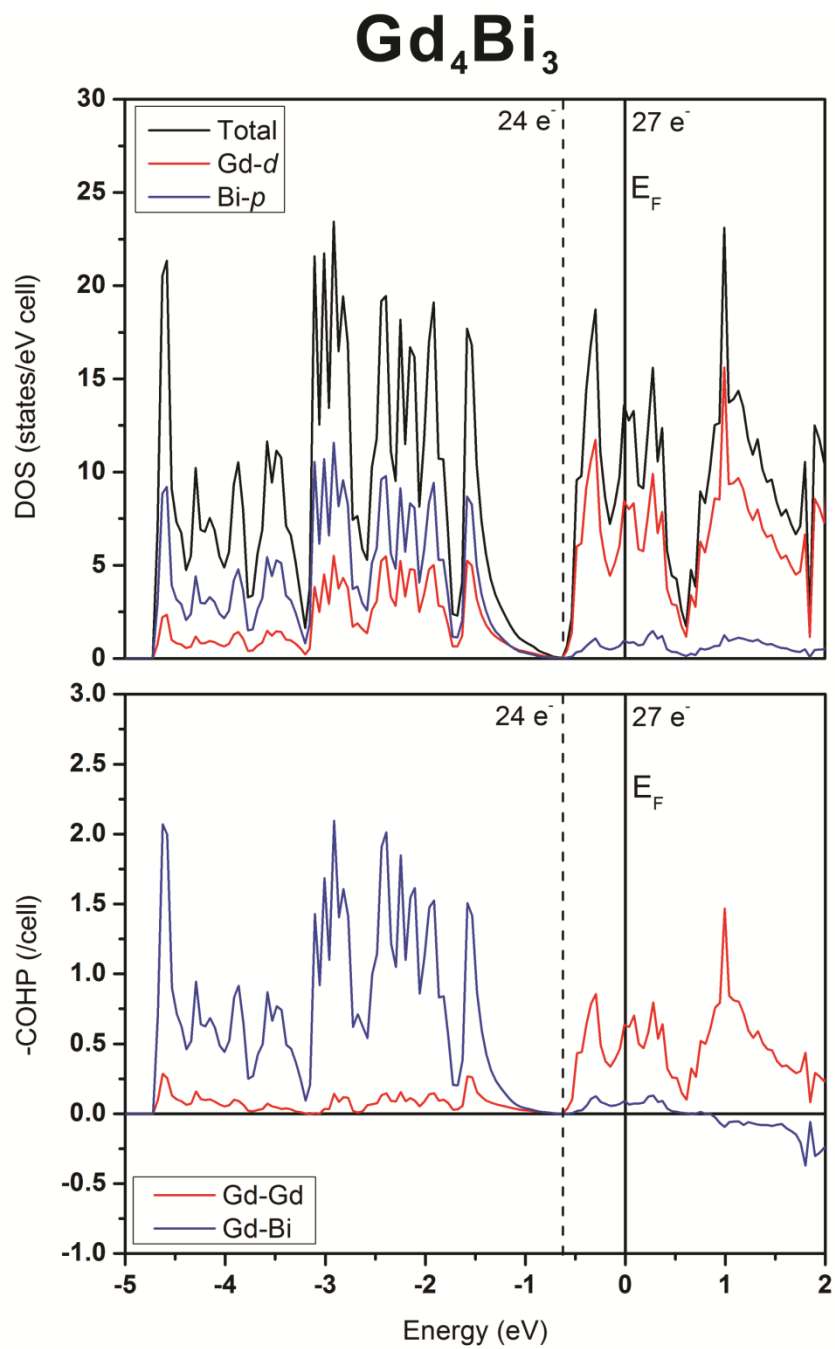 Gd₄Bi₃
30
25
20
15
10
5
0
DOS (states/eV cell)
Total
Gd-d
Bi-p
24 e⁻
27 e⁻
E_F
3.0
2.5
2.0
1.5
1.0
0.5
0.0
-0.5
-1.0
-COHP (/cell)
24 e⁻
27 e⁻
E_F
Gd-Gd
Gd-Bi
-5 -4 -3 -2 -1 0 1 2
Energy (eV)